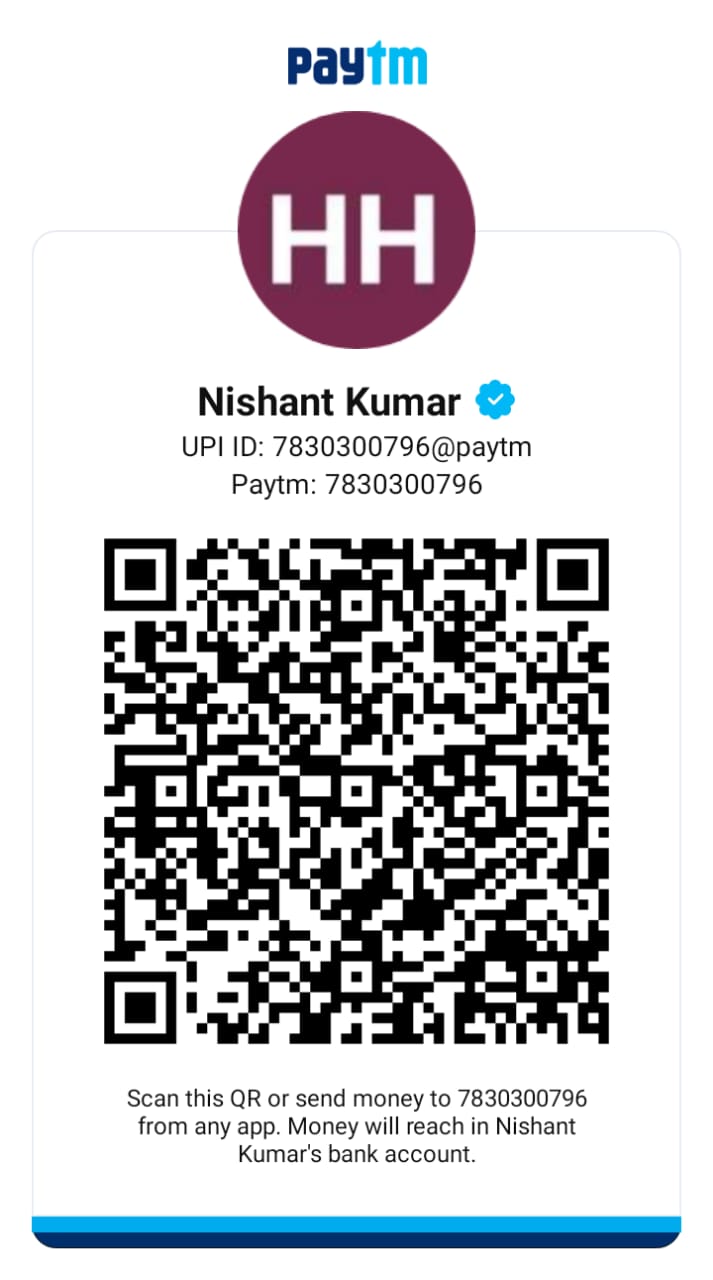 paytm
HH
Nishant Kumar
UPI ID: 7830300796@paytm
Paytm: 7830300796
Scan this QR or send money to 7830300796
from any app. Money will reach in Nishant
Kumar's bank account.